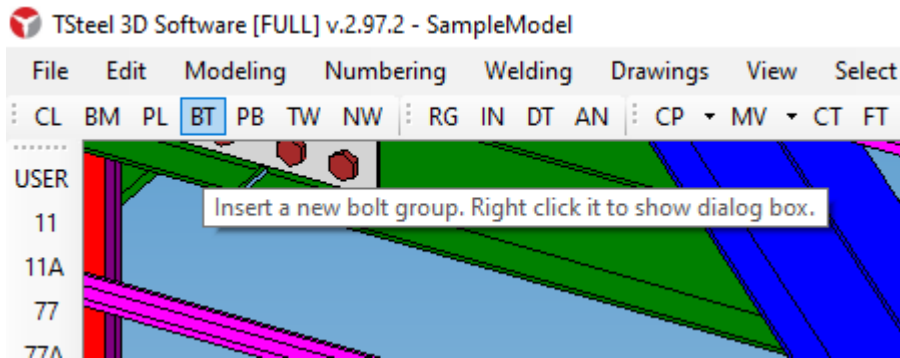 TSteel 3D Software [FULL] v.2.97.2 - SampleModel
File Edit Modeling Numbering Welding Drawings View Select
CL BM PL BT PB TW NW RG IN DT AN CP MV CT FT
USER
Insert a new bolt group. Right click it to show dialog box.
11
11A
77
77A